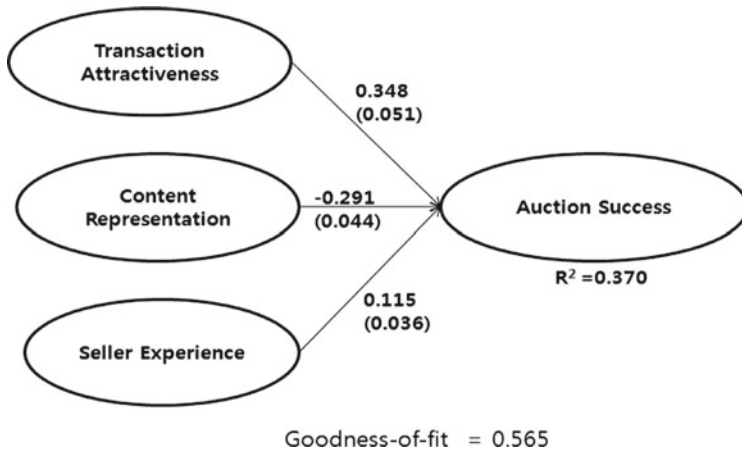 Transaction
Attractiveness
0.348
(0.051)
Content
Representation
-0.291
(0.044)
Auction Success
R² =0.370
0.115
(0.036)
Seller Experience
Goodness-of-fit = 0.565